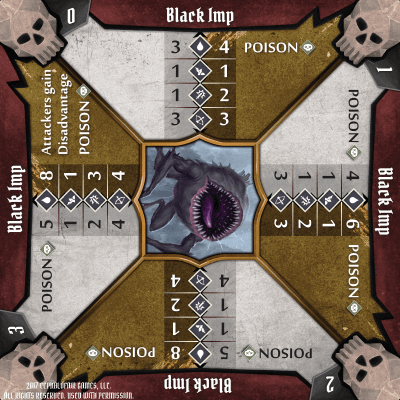 0
Black Imp
3 4 POISON
1 1
1 2
3 3
1
Black Imp
POISON
4 6
1 1
1 2
3 3
POISON
2
Black Imp
POISON
5 8
1 1
2 2
4 4
POISON
3
Black Imp
Attackers gain
Disadvantage
POISON
5 8
1 1
2 3
4 4
POISON
2017 CEPHALOFAIR GAMES, LLC.
ALL RIGHTS RESERVED. USED WITH PERMISSION.